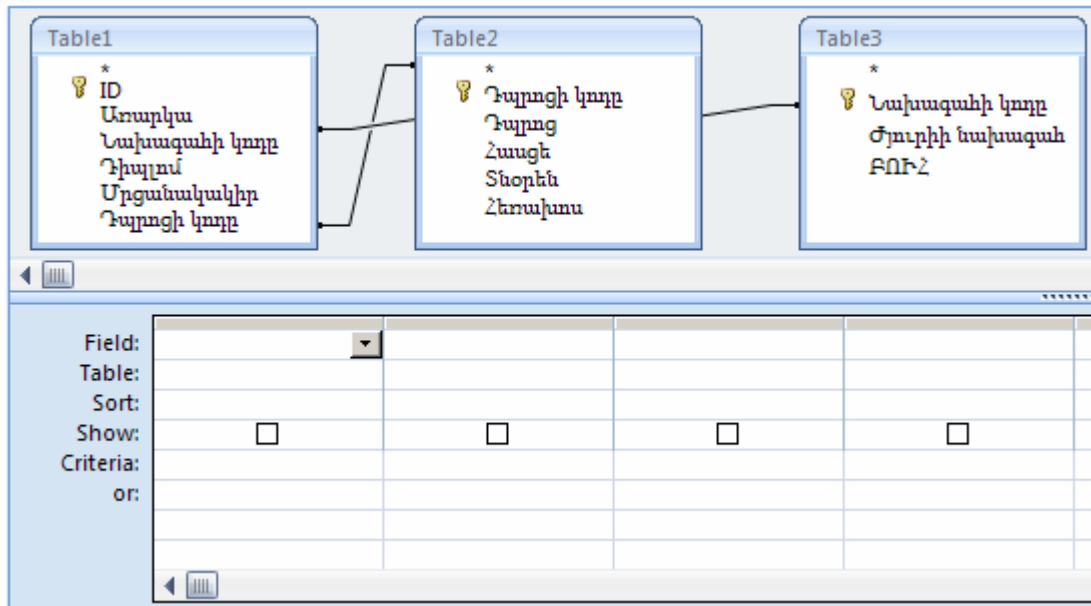 Table1
*
ID
Առարկա
Նախագահի կոդը
Դիպլոմ
Մրցանակակիր
Դպրոցի կոդը
Table2
*
Դպրոցի կոդը
Դպրոց
Հասցե
Տնօրեն
Հեռախոս
Table3
*
Նախագահի կոդը
Ժյուրիի նախագահ
ԲՈՒՀ
Field:
Table:
Sort:
Show:
Criteria:
or: